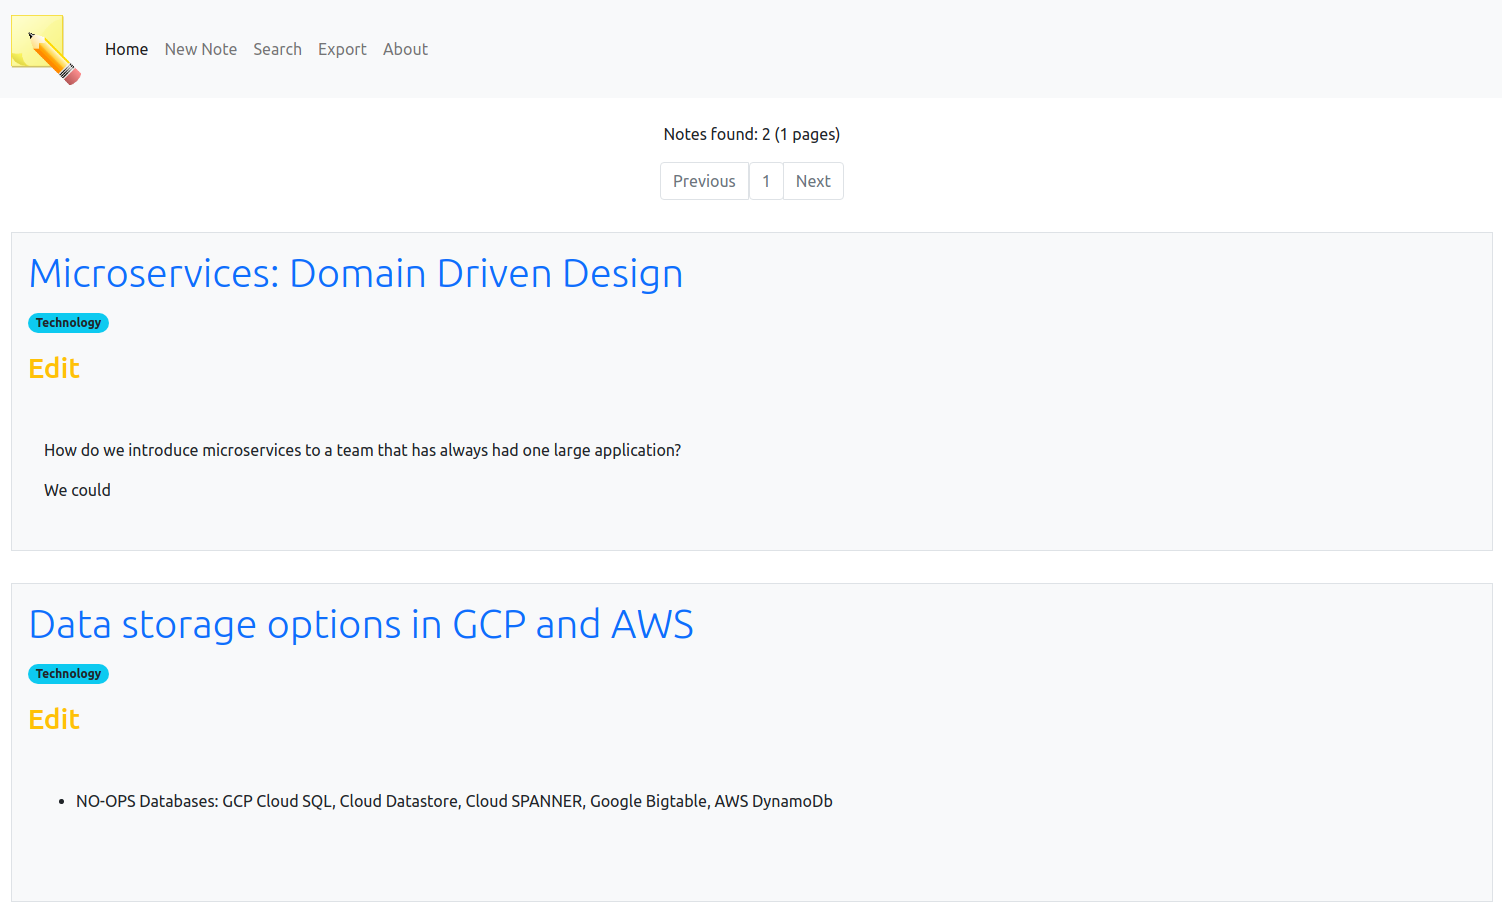 Home New Note Search Export About
Notes found: 2 (1 pages)
Previous 1 Next
Microservices: Domain Driven Design
Technology
Edit
How do we introduce microservices to a team that has always had one large application?
We could
Data storage options in GCP and AWS
Technology
Edit
• NO-OPS Databases: GCP Cloud SQL, Cloud Datastore, Cloud SPANNER, Google Bigtable, AWS DynamoDb